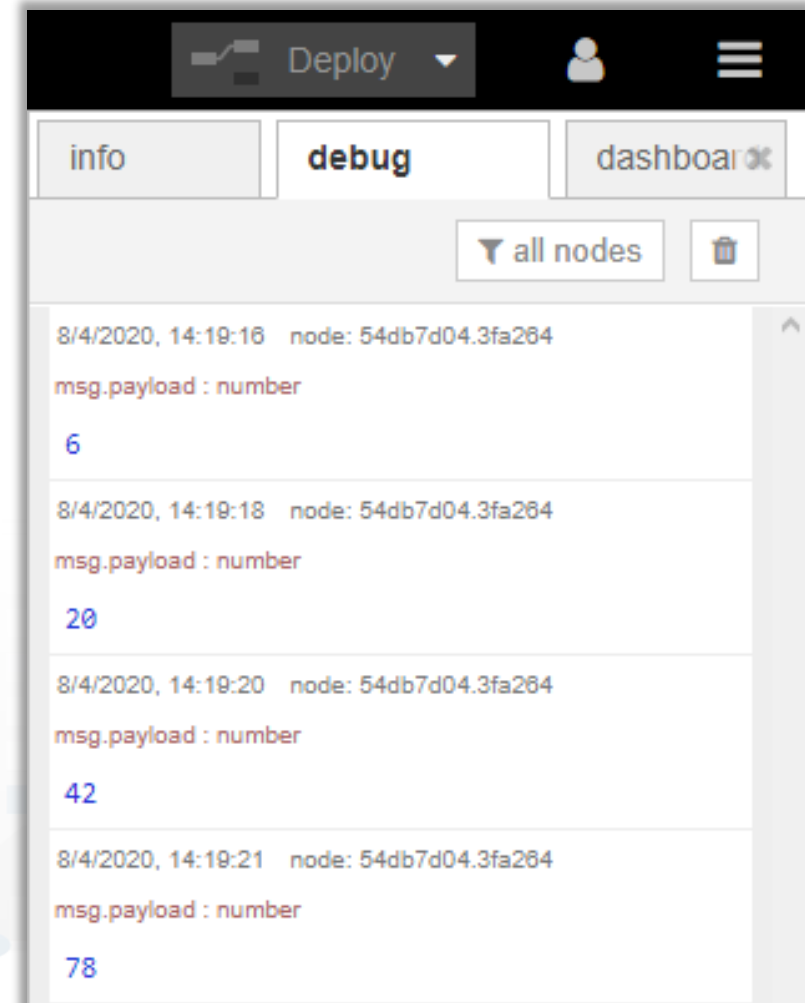 Deploy
info debug dashboar
all nodes
8/4/2020, 14:19:16 node: 54db7d04.3fa264
msg.payload : number
6
8/4/2020, 14:19:18 node: 54db7d04.3fa264
msg.payload : number
20
8/4/2020, 14:19:20 node: 54db7d04.3fa264
msg.payload : number
42
8/4/2020, 14:19:21 node: 54db7d04.3fa264
msg.payload : number
78